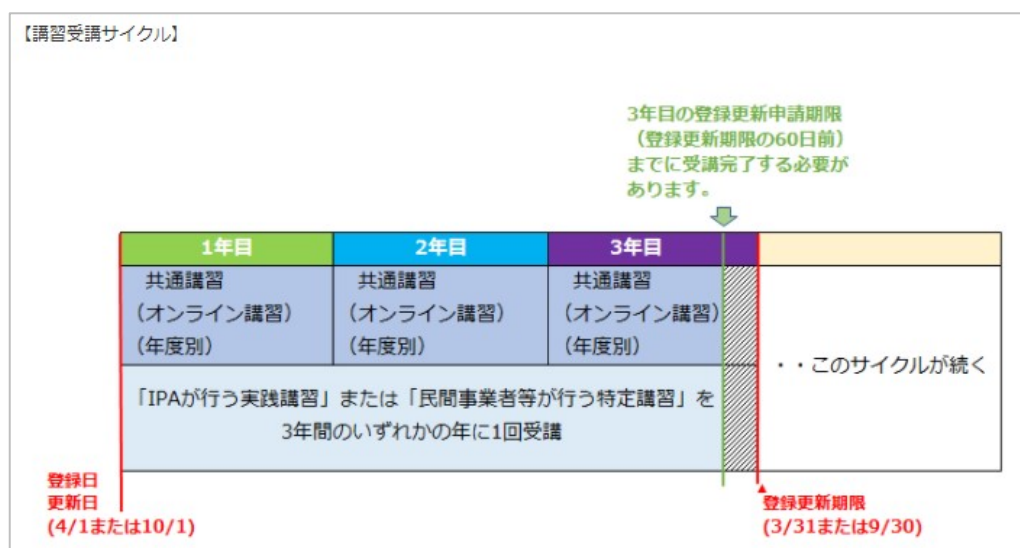 【講習受講サイクル】
3年目の登録更新申請期限
（登録更新期限の60日前）
までに受講完了する必要が
あります。
1年目
2年目
3年目
共通講習
（オンライン講習）
（年度別）
共通講習
（オンライン講習）
（年度別）
共通講習
（オンライン講習）
（年度別）
・・このサイクルが続く
「IPAが行う実践講習」または「民間事業者等が行う特定講習」を
3年間のいずれかの年に1回受講
登録日
更新日
(4/1または10/1)
登録更新期限
(3/31または9/30)